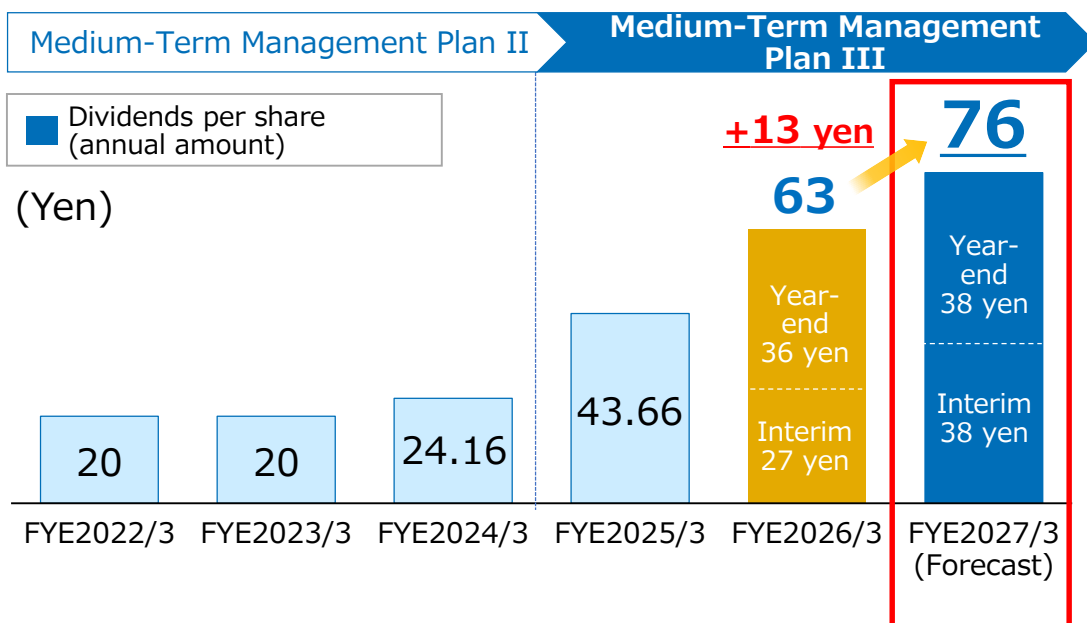 Medium-Term Management Plan II
Medium-Term Management
Plan III
Dividends per share
(annual amount)
(Yen)
+13 yen
76
63
Year-
end
38 yen
Year-
end
36 yen
Interim
38 yen
Interim
27 yen
43.66
24.16
20
20
FYE2022/3
FYE2023/3
FYE2024/3
FYE2025/3
FYE2026/3
FYE2027/3
(Forecast)